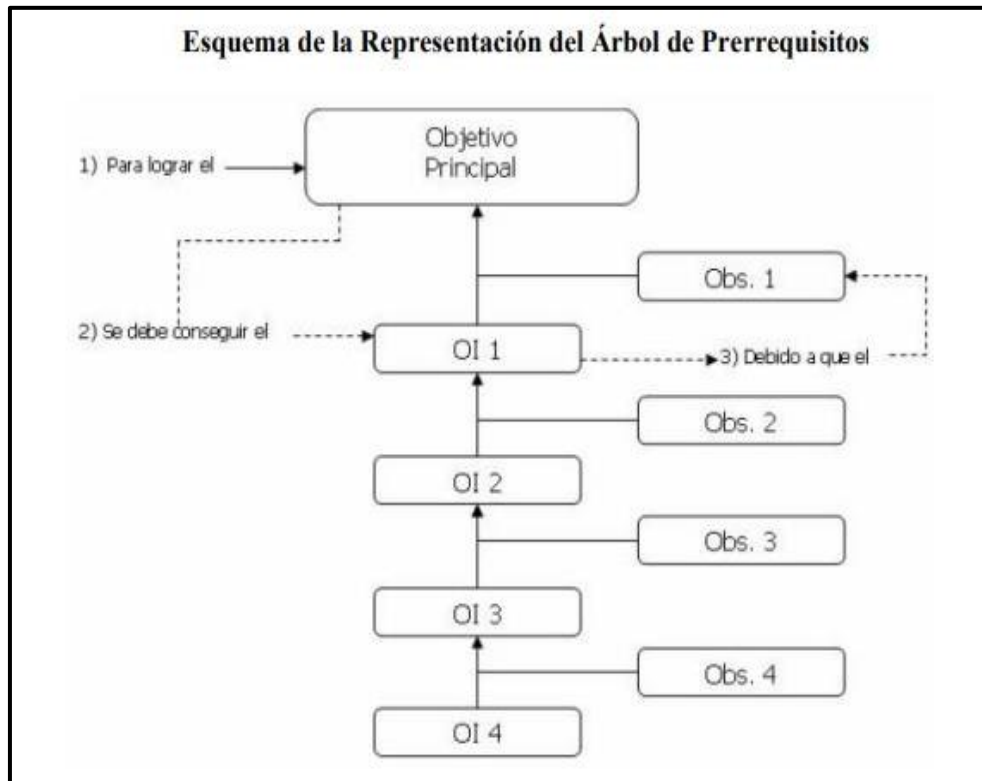 Esquema de la Representación del Árbol de Prerrequisitos
Objetivo
Principal
1) Para lograr el
Obs. 1
2) Se debe conseguir el
OI 1
3) Debido a que el
Obs. 2
OI 2
Obs. 3
OI 3
Obs. 4
OI 4